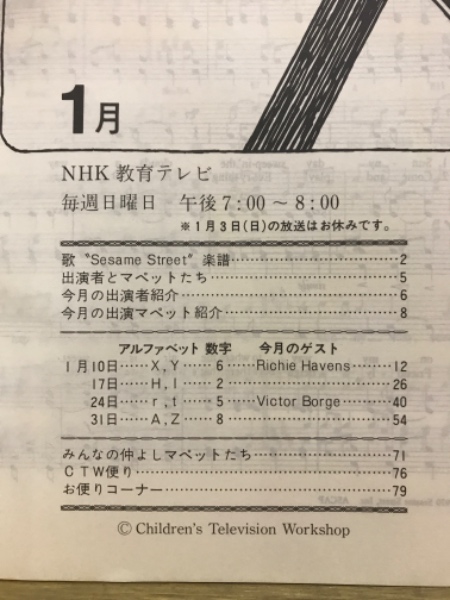 1月
NHK 教育テレビ
毎週日曜日　午後7:00～8:00
※1月3日(日)の放送はお休みです。
歌〝Sesame Street〟楽譜……2
出演者とマペットたち……5
今月の出演者紹介……6
今月の出演マペット紹介……8
アルファベット 数字　今月のゲスト
1月10日……X, Y……6……Richie Havens……12
17日……H, I……2……26
24日……r, t……5……Victor Borge……40
31日……A, Z……8……54
みんなの仲よしマペットたち……71
CTW便り……76
お便りコーナー……79
© Children's Television Workshop